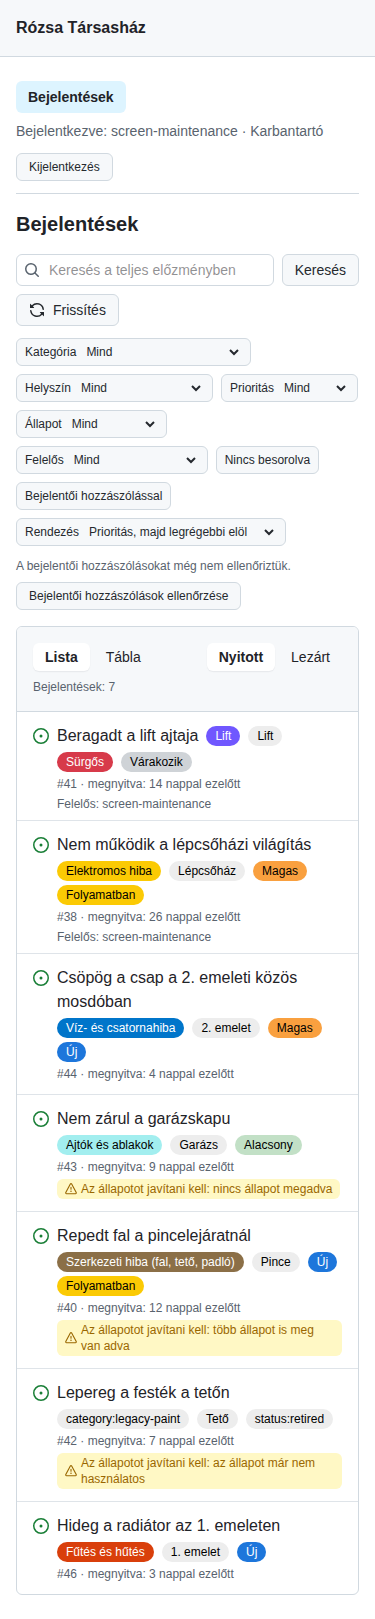 Rózsa Társasház
Bejelentések
Bejelentkezve: screen-maintenance · Karbantartó
Kijelentkezés
Bejelentések
Keresés a teljes előzményben
Keresés
Frissítés
Kategória Mind
Helyszín Mind
Prioritás Mind
Állapot Mind
Felelős Mind
Nincs besorolva
Bejelentői hozzászólással
Rendezés Prioritás, majd legrégebbi elöl
A bejelentői hozzászólásokat még nem ellenőriztük.
Bejelentői hozzászólások ellenőrzése
Lista Tábla Nyitott Lezárt
Bejelentések: 7
Beragadt a lift ajtaja Lift Lift
Sürgős Várakozik
#41 · megnyitva: 14 nappal ezelőtt
Felelős: screen-maintenance
Nem működik a lépcsőházi világítás
Elektromos hiba Lépcsőház Magas
Folyamatban
#38 · megnyitva: 26 nappal ezelőtt
Felelős: screen-maintenance
Csöpög a csap a 2. emeleti közös
mosdóban
Víz- és csatornahiba 2. emelet Magas
Új
#44 · megnyitva: 4 nappal ezelőtt
Nem zárul a garázskapu
Ajtók és ablakok Garázs Alacsony
#43 · megnyitva: 9 nappal ezelőtt
Az állapotot javítani kell: nincs állapot megadva
Repedt fal a pincelejáratnál
Szerkezeti hiba (fal, tető, padló) Pince Új
Folyamatban
#40 · megnyitva: 12 nappal ezelőtt
Az állapotot javítani kell: több állapot is meg
van adva
Lepereg a festék a tetőn
category:legacy-paint Tető status:retired
#42 · megnyitva: 7 nappal ezelőtt
Az állapotot javítani kell: az állapot már nem
használatos
Hideg a radiátor az 1. emeleten
Fűtés és hűtés 1. emelet Új
#46 · megnyitva: 3 nappal ezelőtt